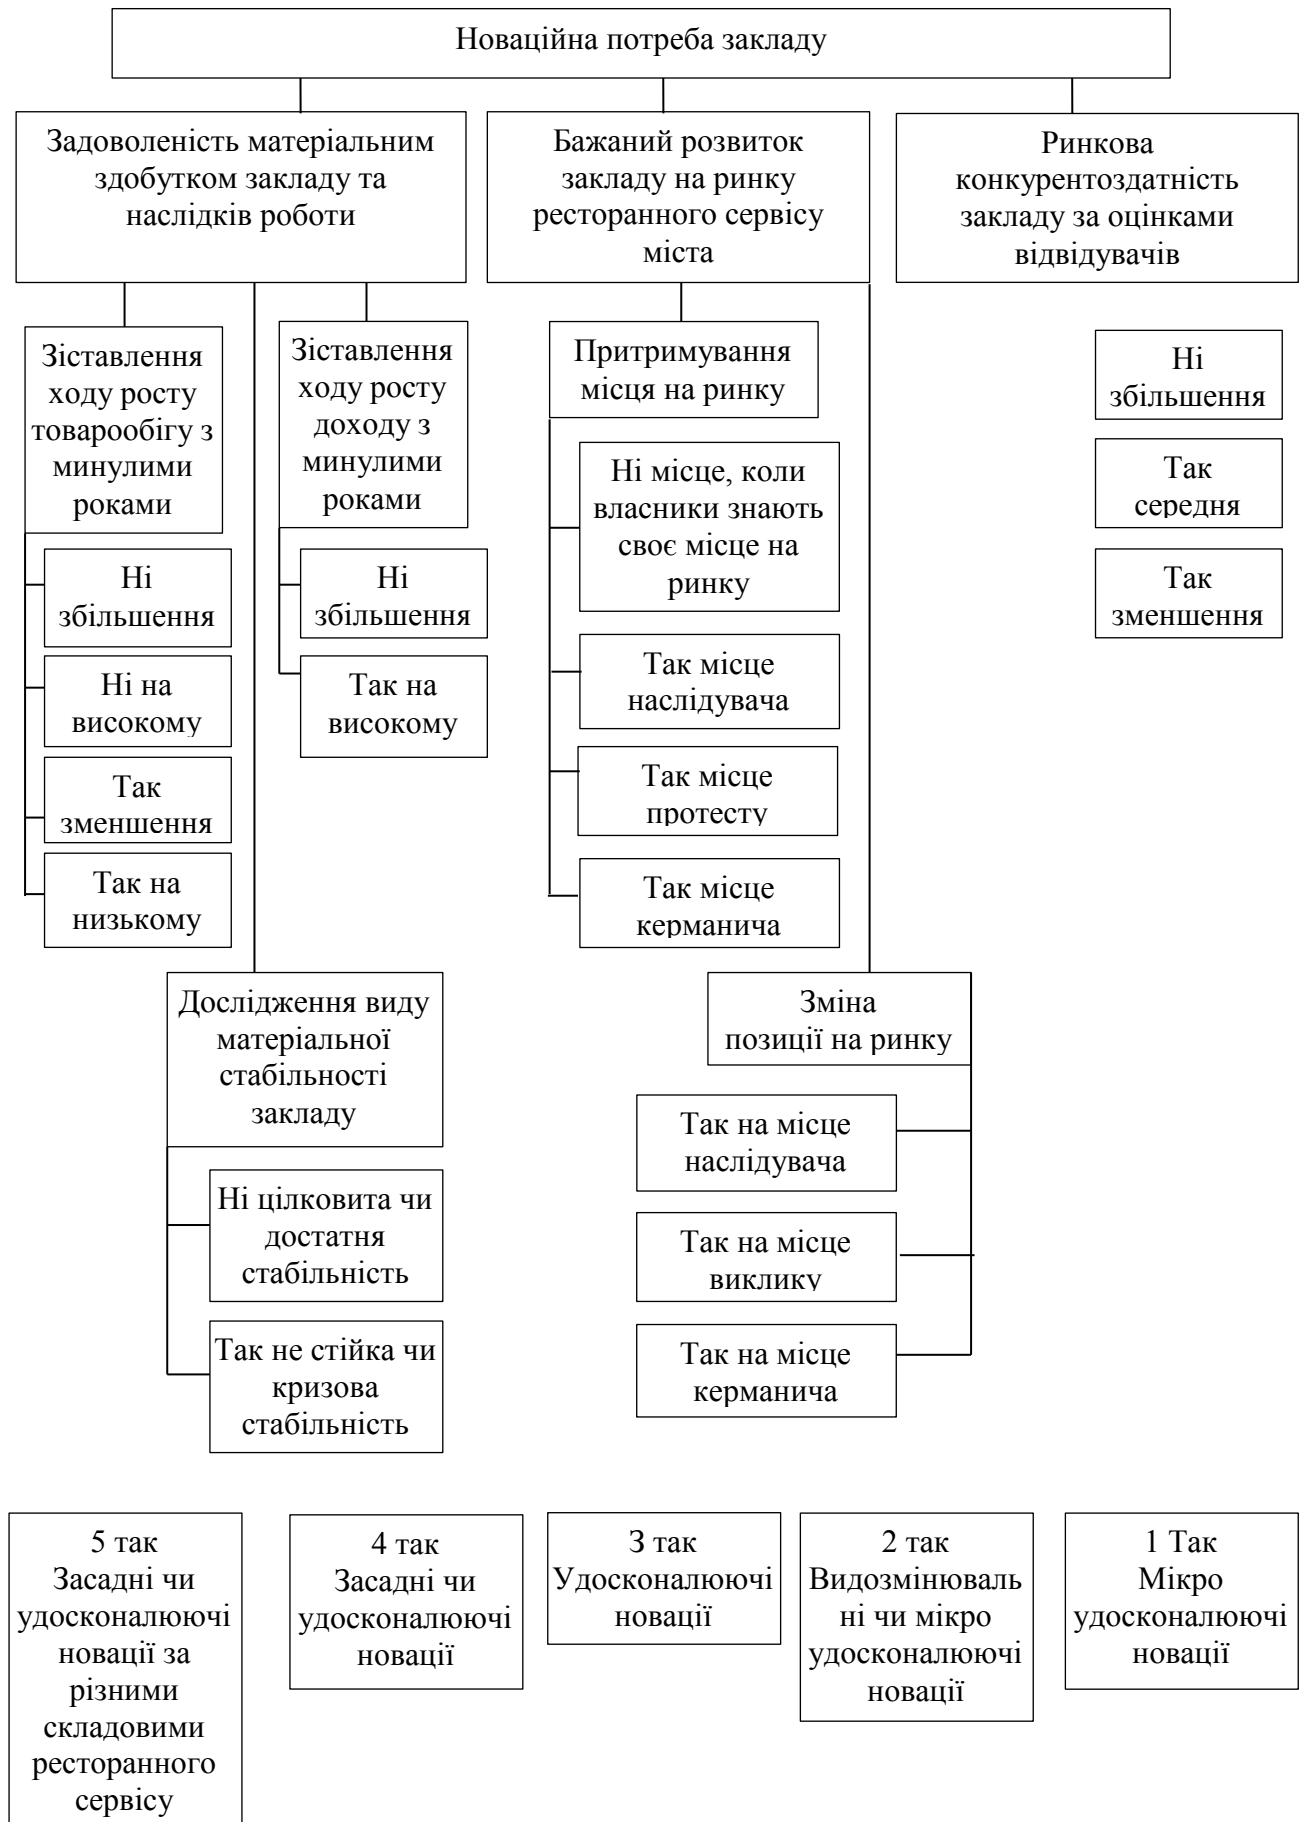 Новаційна потреба закладу
Задоволеність матеріальним
здобутком закладу та
наслідків роботи
Бажаний розвиток
закладу на ринку
ресторанного сервісу
міста
Ринкова
конкурентоздатність
закладу за оцінками
відвідувачів
Зіставлення
ходу росту
товарообігу з
минулими
роками
Ні
збільшення
Ні на
високому
Так
зменшення
Так на
низькому
Зіставлення
ходу росту
доходу з
минулими
роками
Ні
збільшення
Так на
високому
Дослідження виду
матеріальної
стабільності
закладу
Ні цілковита чи
достатня
стабільність
Так не стійка чи
кризова
стабільність
Притримування
місця на ринку
Ні місце, коли
власники знають
своє місце на
ринку
Так місце
наслідувача
Так місце
протесту
Так місце
керманича
Зміна
позиції на ринку
Так на місце
наслідувача
Так на місце
виклику
Так на місце
керманича
Ні
збільшення
Так
середня
Так
зменшення
5 так
Засадні чи
удосконалюючі
новації за
різними
складовими
ресторанного
сервісу
4 так
Засадні чи
удосконалюючі
новації
3 так
Удосконалюючі
новації
2 так
Видозмінюваль
ні чи мікро
удосконалюючі
новації
1 Так
Мікро
удосконалюючі
новації